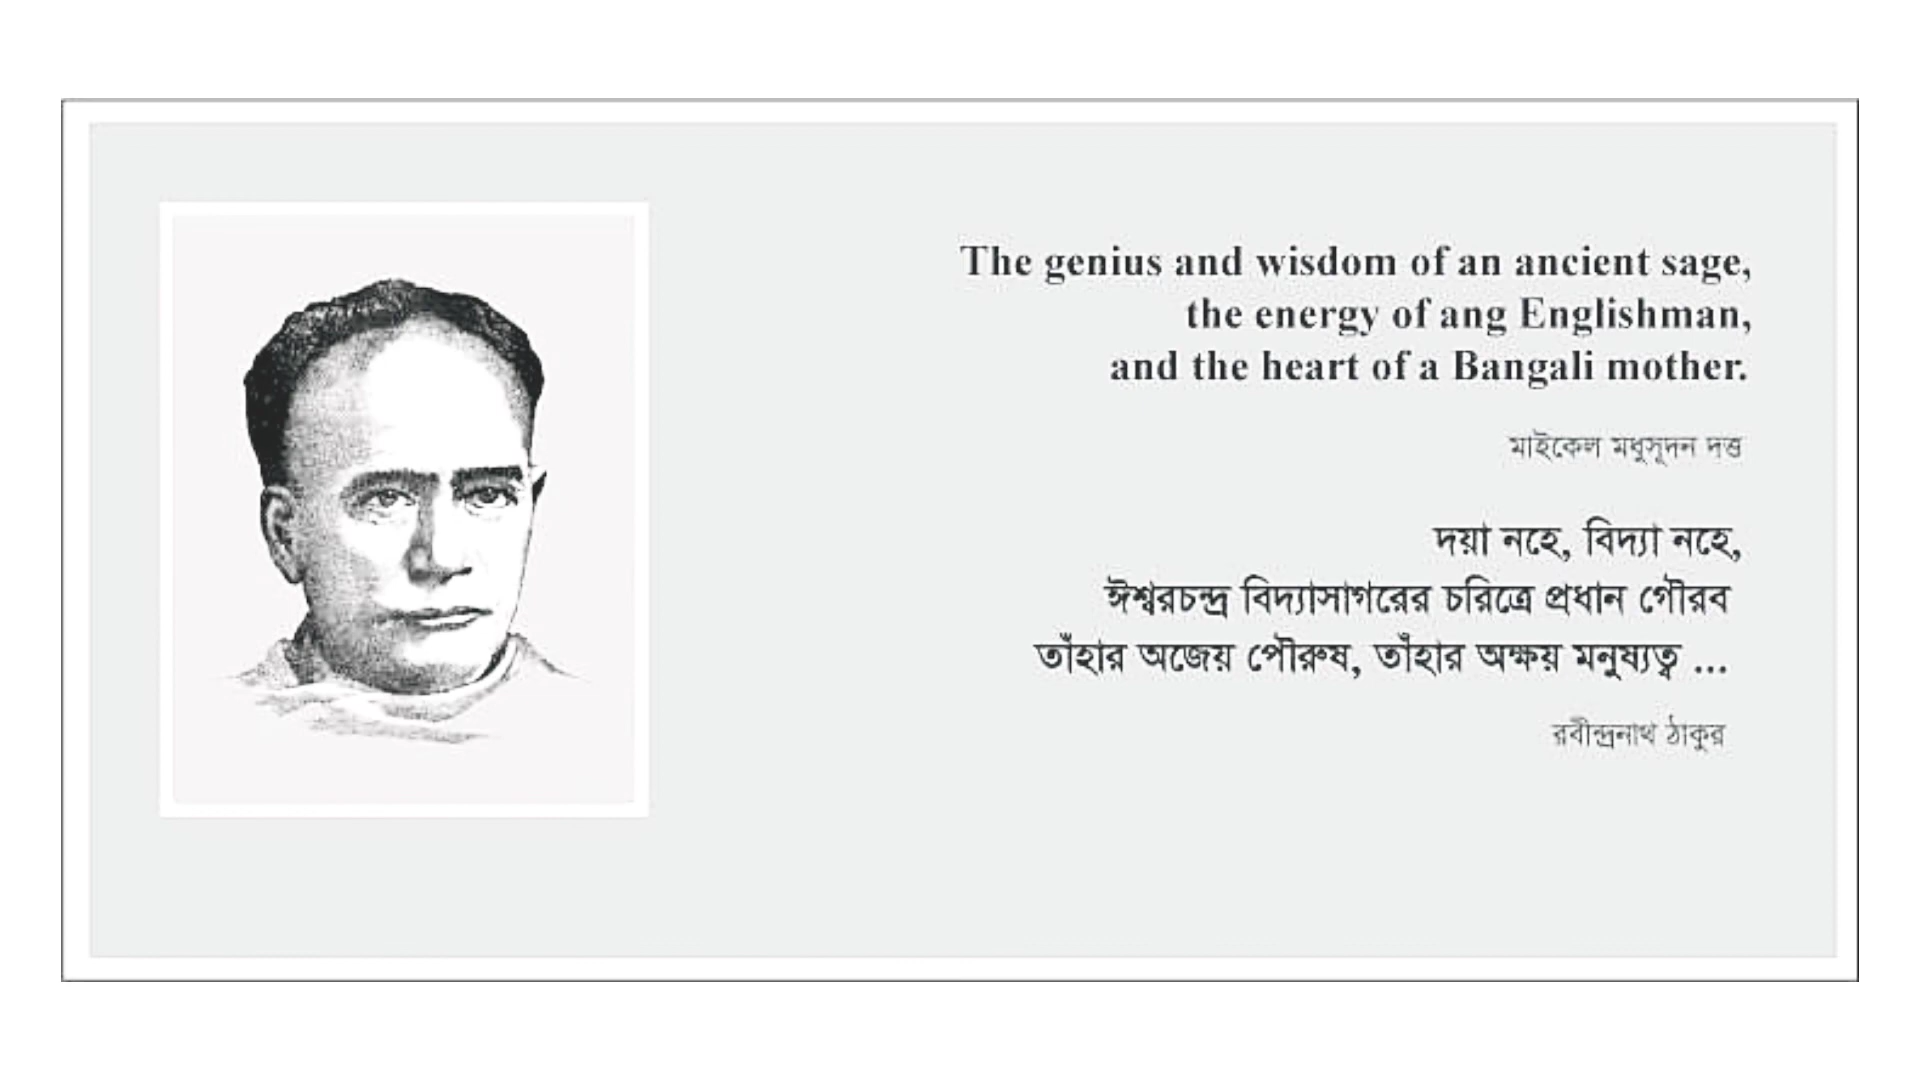 The genius and wisdom of an ancient sage,
the energy of ang Englishman,
and the heart of a Bangali mother.
মাইকেল মধুসূদন দত্ত
দয়া নহে, বিদ্যা নহে,
ঈশ্বরচন্দ্র বিদ্যাসাগরের চরিত্রে প্রধান গৌরব
তাঁহার অজেয় পৌরুষ, তাঁহার অক্ষয় মনুষ্যত্ব ...
রবীন্দ্রনাথ ঠাকুর